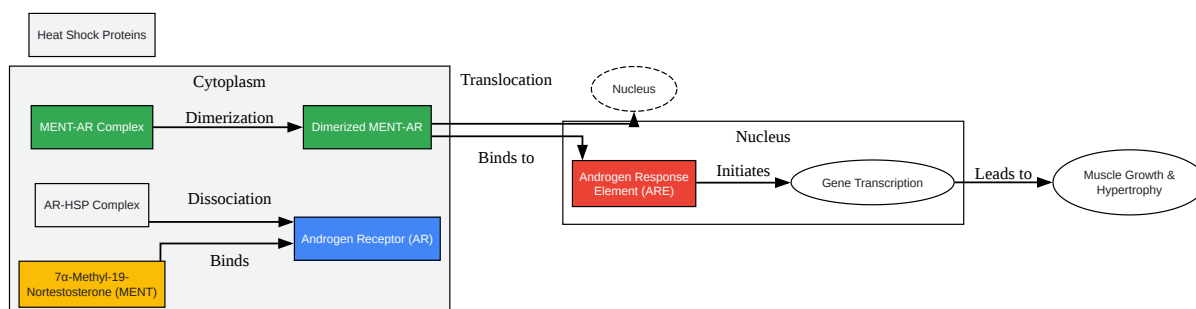 Heat Shock Proteins
Cytoplasm
Translocation
Nucleus
MENT-AR Complex
Dimerization
Dimerized MENT-AR
Nucleus
Binds to
Androgen Response
Element (ARE)
Initiates
Gene Transcription
Leads to
Muscle Growth &
Hypertrophy
AR-HSP Complex
Dissociation
Androgen Receptor (AR)
Binds
7α-Methyl-19-
Nortestosterone (MENT)